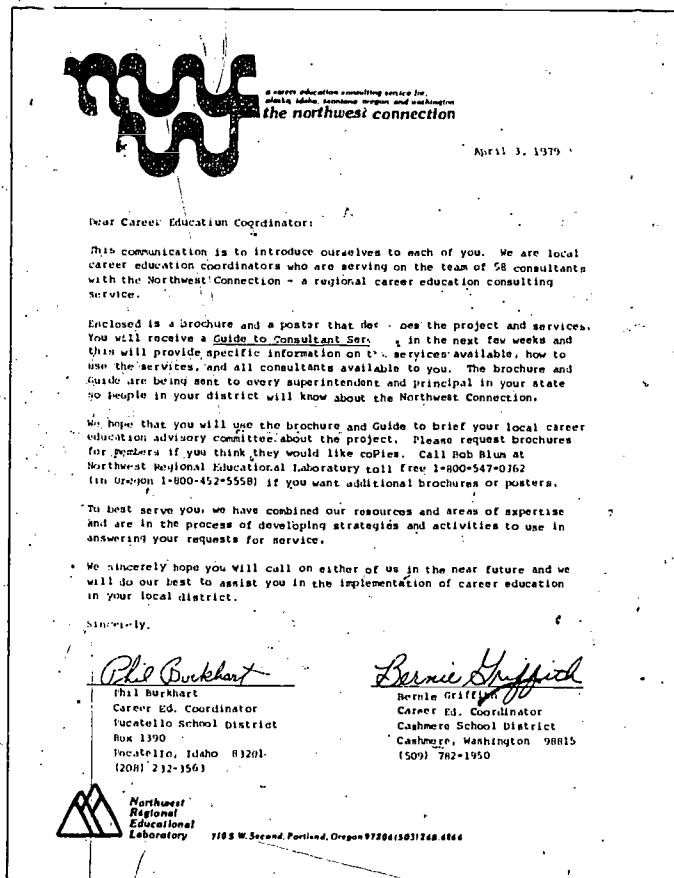 a career education consulting service for,
alaska, idaho, montana oregon and washington
the northwest connection
April 3, 1979
Dear Career Education Coordinator:
This communication is to introduce ourselves to each of you. We are local
career education coordinators who are serving on the team of 58 consultants
with the Northwest Connection - a regional career education consulting
service.
Enclosed is a brochure and a poster that des oes the project and services.
You will receive a Guide to Consultant Ser in the next few weeks and
this will provide specific information on the services available, how to
use the services, and all consultants available to you. The brochure and
Guide are being sent to every superintendent and principal in your state
so people in your district will know about the Northwest Connection.
We hope that you will use the brochure and Guide to brief your local career
education advisory committee about the project. Please request brochures
for members if you think they would like coPies. Call Bob Blum at
Northwest Regional Educational Laboratory toll free 1-800-547-0362
(in Oregon 1-800-452-5558) if you want additional brochures or posters.
To best serve you, we have combined our resources and areas of expertise
and are in the process of developing strategies and activities to use in
answering your requests for service.
We sincerely hope you will call on either of us in the near future and we
will do our best to assist you in the implementation of career education
in your local district.
Sincerely,
Phil Burkhart
Bernie Griffith
Phil Burkhart
Career Ed. Coordinator
Pocatello School District
Box 1390
Pocatello, Idaho 83201
(208) 232-3563
Bernie Griffith
Career Ed. Coordinator
Cashmere School District
Cashmere, Washington 98815
(509) 782-1950
Northwest
Regional
Educational
Laboratory
710 S W. Second, Portland, Oregon 97204 (503) 248-6866